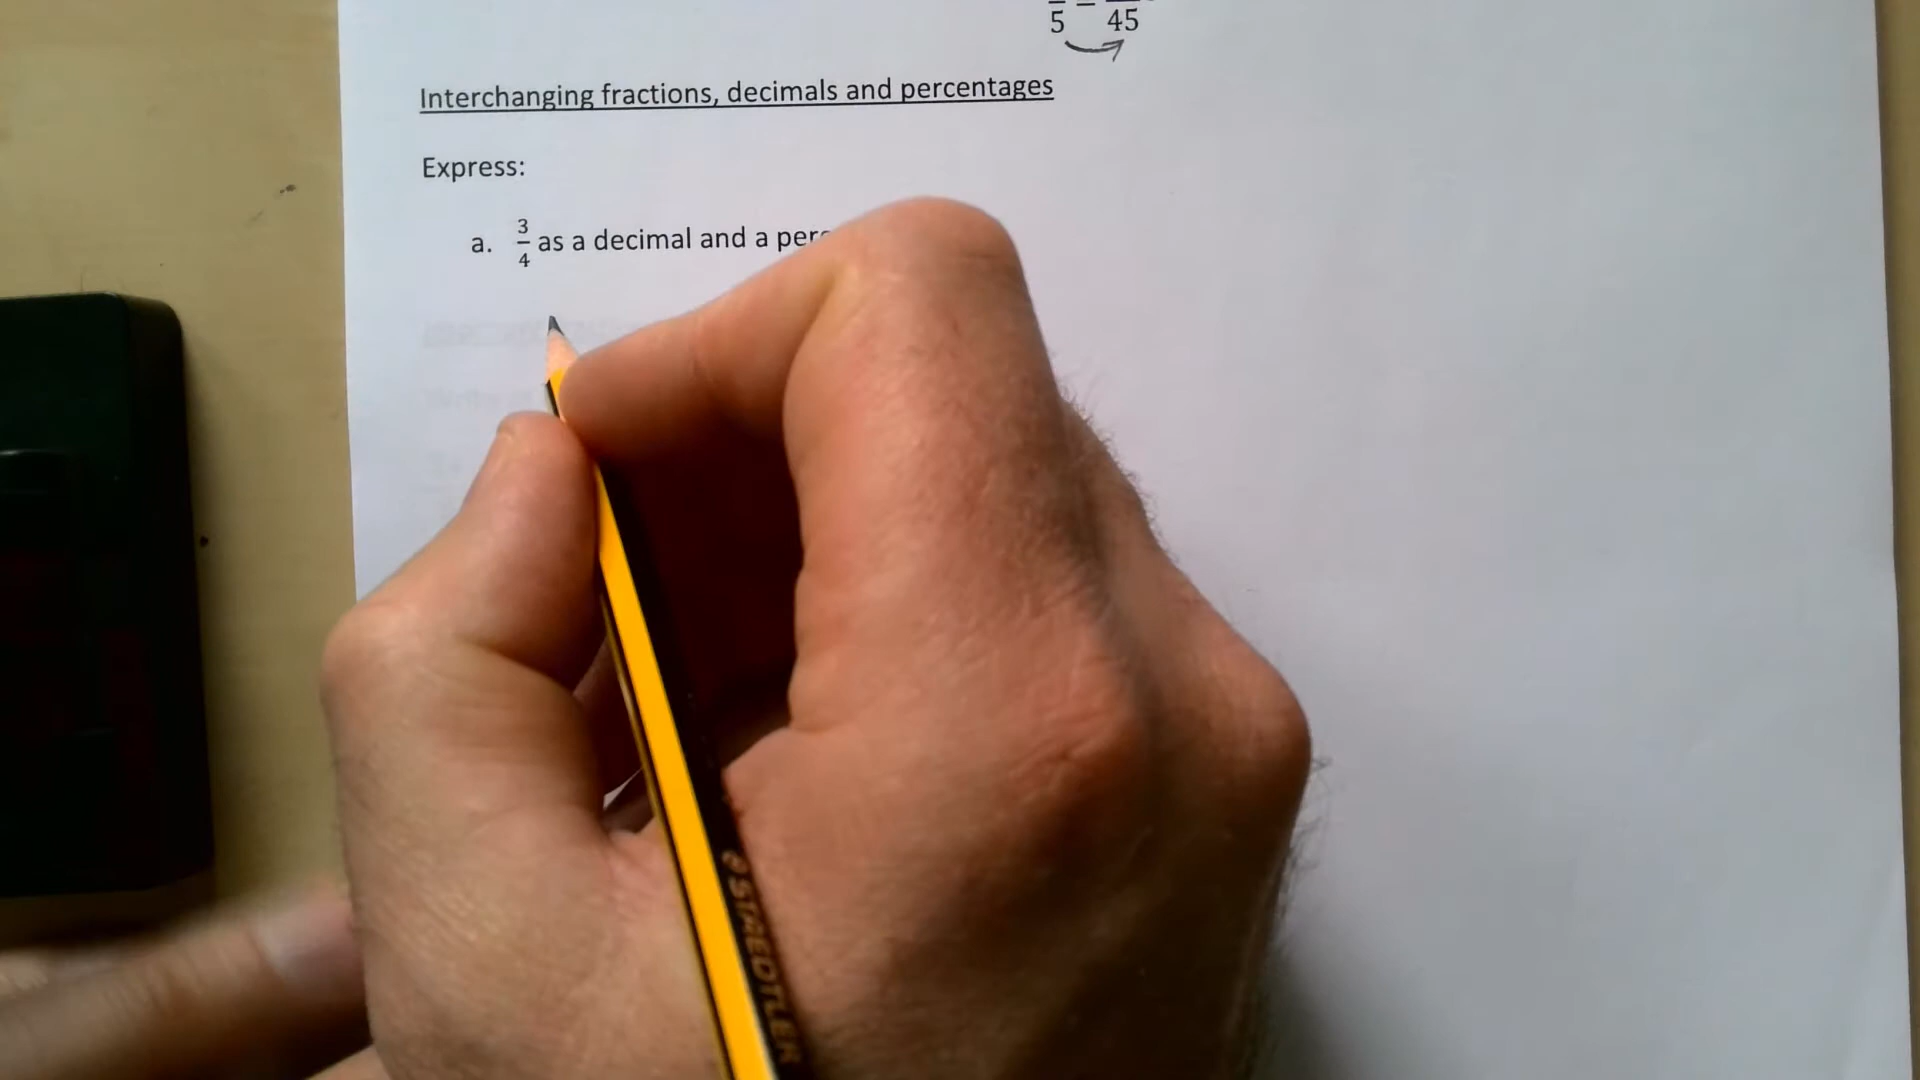 5 = 45
Interchanging fractions, decimals and percentages
Express:
a. 3/4 as a decimal and a per
STAEDTLER